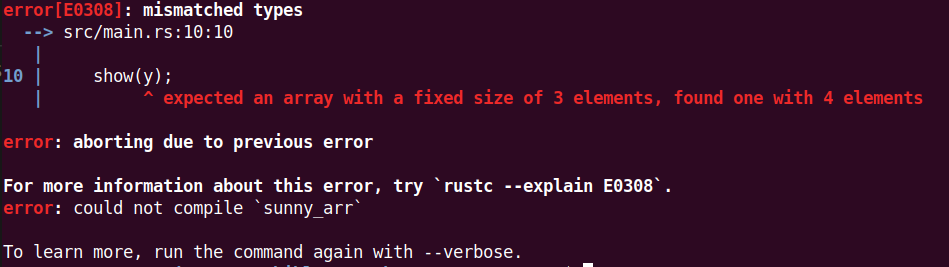 error[E0308]: mismatched types
  --> src/main.rs:10:10
   |
10 |     show(y);
   |          ^ expected an array with a fixed size of 3 elements, found one with 4 elements

error: aborting due to previous error

For more information about this error, try `rustc --explain E0308`.
error: could not compile `sunny_arr`

To learn more, run the command again with --verbose.